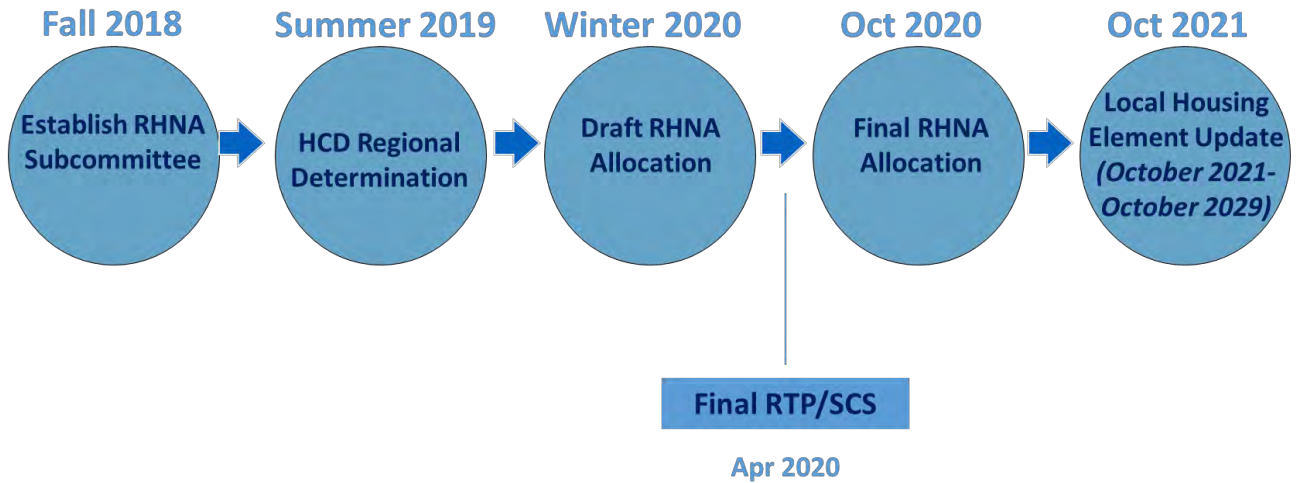 Fall 2018
Summer 2019
Winter 2020
Oct 2020
Oct 2021
Establish RHNA
Subcommittee
HCD Regional
Determination
Draft RHNA
Allocation
Final RHNA
Allocation
Local Housing
Element Update
(October 2021-
October 2029)
Final RTP/SCS
Apr 2020